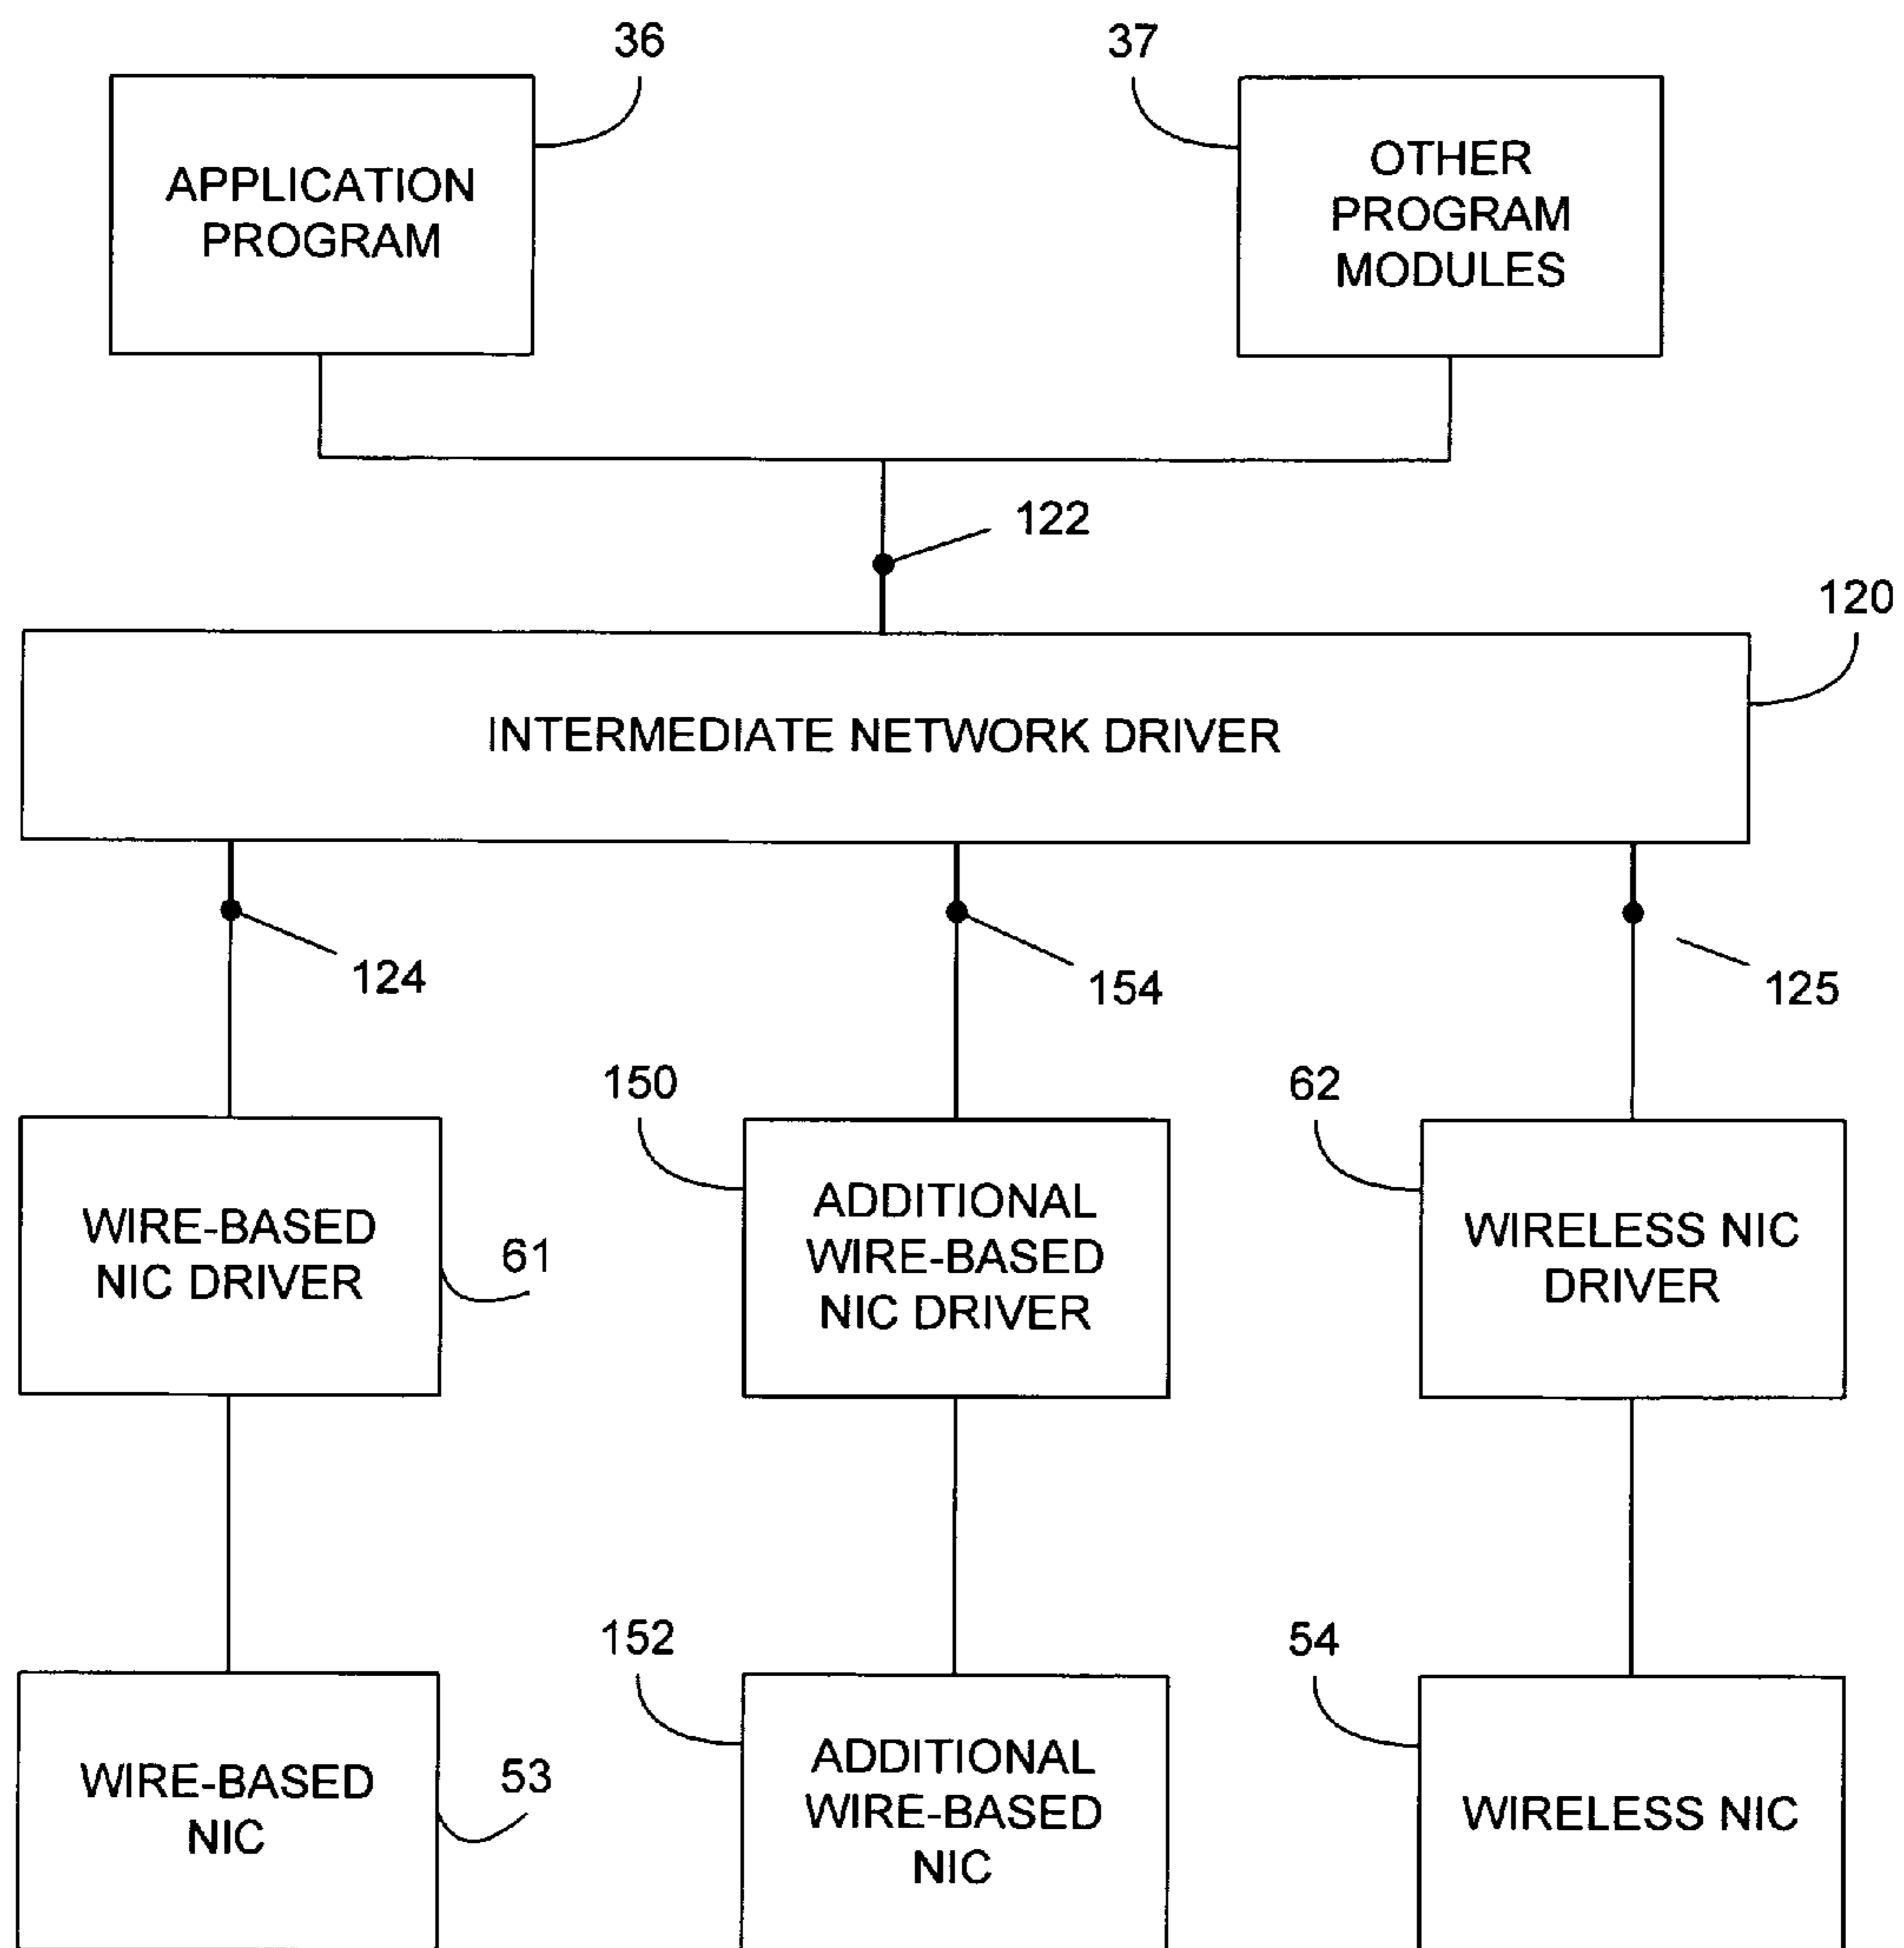 36
37
APPLICATION
PROGRAM
OTHER
PROGRAM
MODULES
122
120
INTERMEDIATE NETWORK DRIVER
124
154
125
150
62
WIRE-BASED
NIC DRIVER
61
ADDITIONAL
WIRE-BASED
NIC DRIVER
WIRELESS NIC
DRIVER
152
54
WIRE-BASED
NIC
53
ADDITIONAL
WIRE-BASED
NIC
WIRELESS NIC